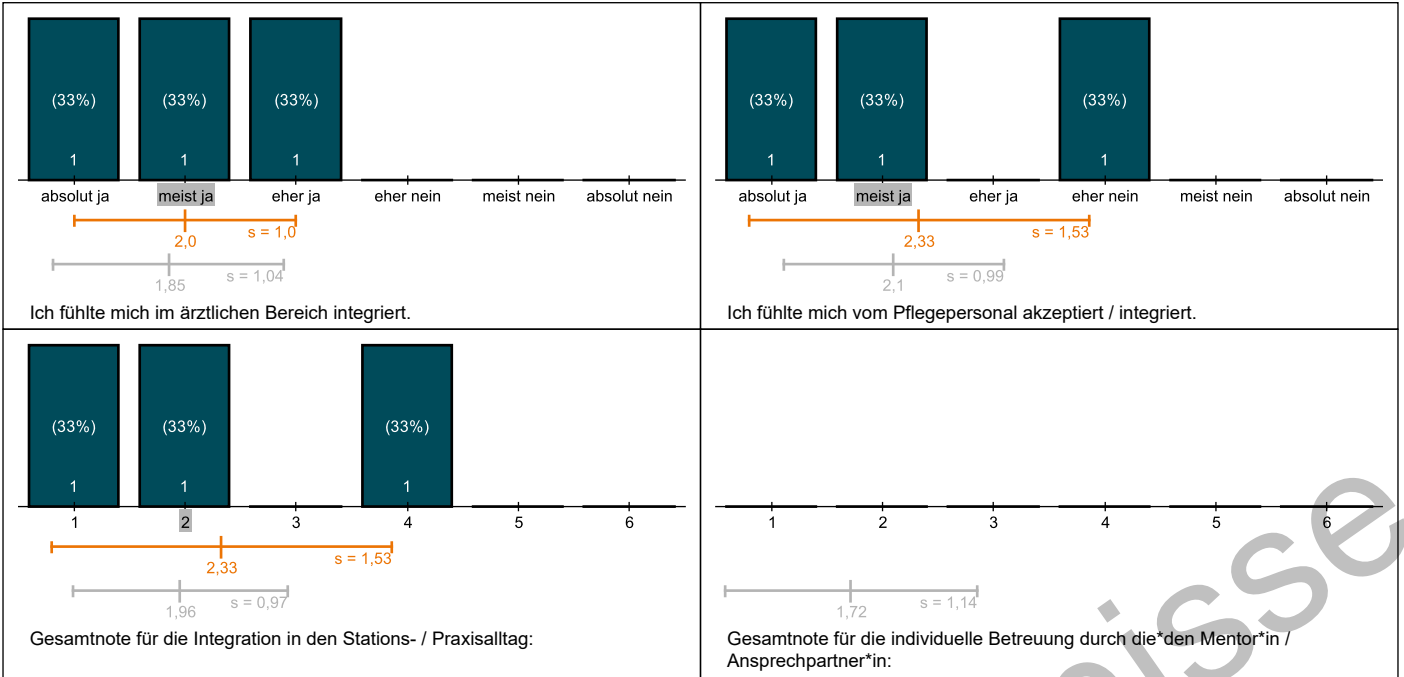 (33%) (33%) (33%)
1 1 1
absolut ja meist ja eher ja eher nein meist nein absolut nein
2,0 s = 1,0
1,85 s = 1,04
Ich fühlte mich im ärztlichen Bereich integriert.
(33%) (33%) (33%)
1 1 1
absolut ja meist ja eher ja eher nein meist nein absolut nein
2,33 s = 1,53
2,1 s = 0,99
Ich fühlte mich vom Pflegepersonal akzeptiert / integriert.
(33%) (33%) (33%)
1 1 1
1 2 3 4 5 6
2,33 s = 1,53
1,96 s = 0,97
Gesamtnote für die Integration in den Stations- / Praxisalltag:
1 2 3 4 5 6
1,72 s = 1,14
Gesamtnote für die individuelle Betreuung durch die*den Mentor*in /
Ansprechpartner*in:
isse